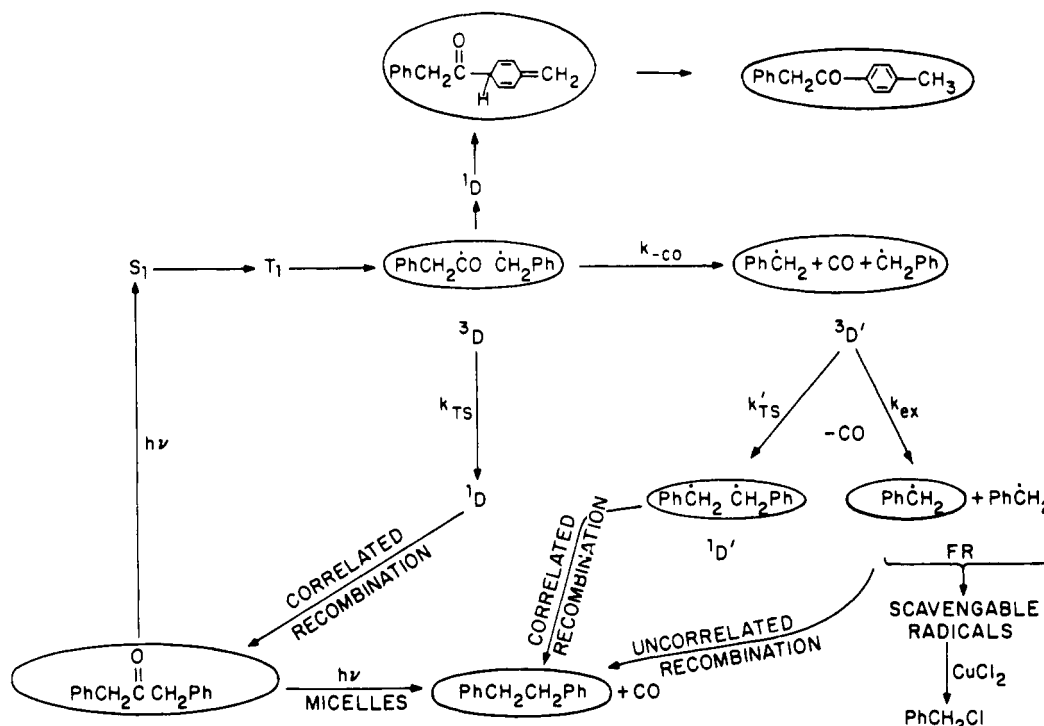 O
PhCH₂C H =CH₂
PhCH₂CO CH₃
¹D
S₁ T₁ PhCH₂ĊO ĊH₂Ph k-CO PhĊH₂ + CO + ĊH₂Ph
³D ³D'
kTS k'TS kex
-CO
hν
¹D PhĊH₂ ĊH₂Ph PhĊH₂ + PhĊH₂
¹D'
FR
CORRELATED
RECOMBINATION
CORRELATED
RECOMBINATION
SCAVENGABLE
RADICALS
UNCORRELATED
RECOMBINATION
CuCl₂
O
PhCH₂C CH₂Ph hν PhCH₂CH₂Ph + CO
MICELLES
PhCH₂Cl